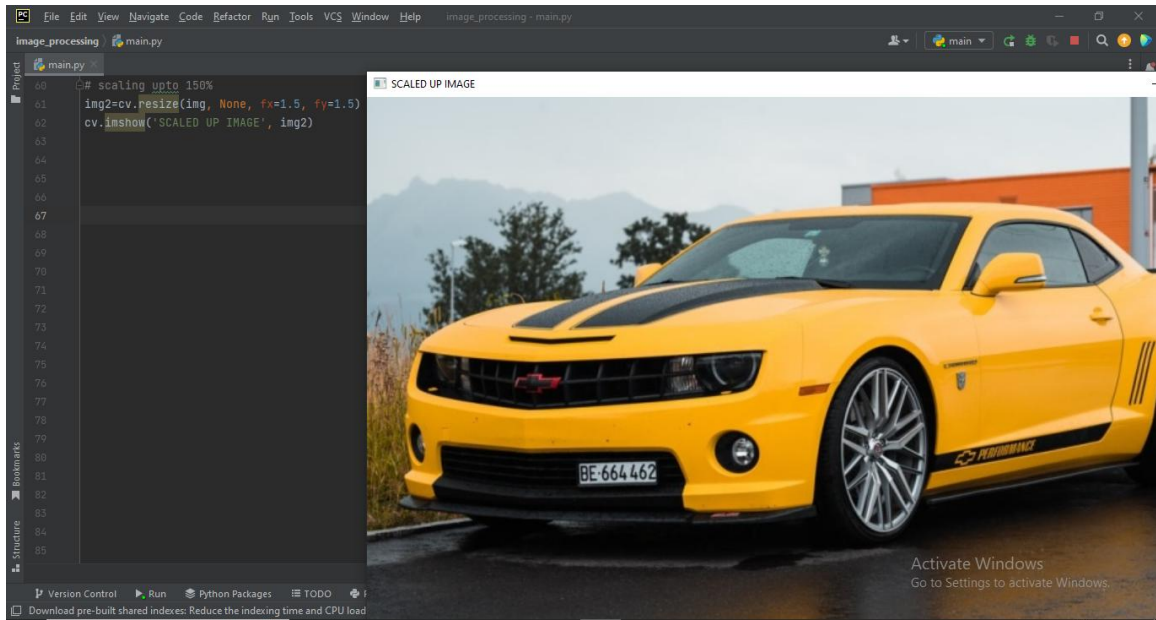 PC File Edit View Navigate Code Refactor Run Tools VCS Window Help image_processing - main.py
image_processing main.py main
main.py
Project
SCALED UP IMAGE
60 # scaling upto 150%
61 img2=cv.resize(img, None, fx=1.5, fy=1.5)
62 cv.imshow('SCALED UP IMAGE', img2)
63
64
65
66
67
68
69
70
71
72
73
74
75
76
77
78
79
80
81
82
83
84
85
Bookmarks
Structure
PERFORMANCE
BE·664 462
Activate Windows
Go to Settings to activate Windows.
Version Control Run Python Packages TODO
Download pre-built shared indexes: Reduce the indexing time and CPU load